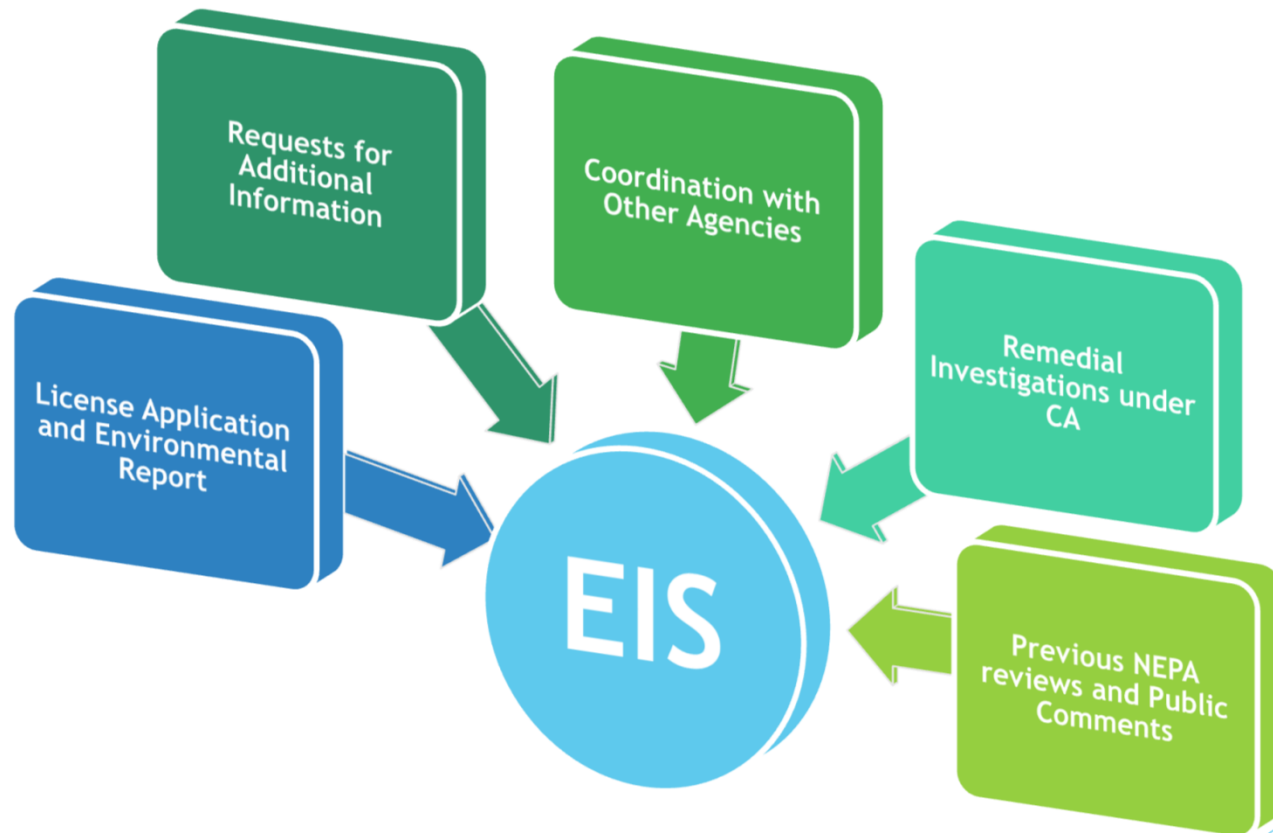 Requests for
Additional
Information
Coordination with
Other Agencies
Remedial
Investigations under
CA
License Application
and Environmental
Report
EIS
Previous NEPA
reviews and Public
Comments